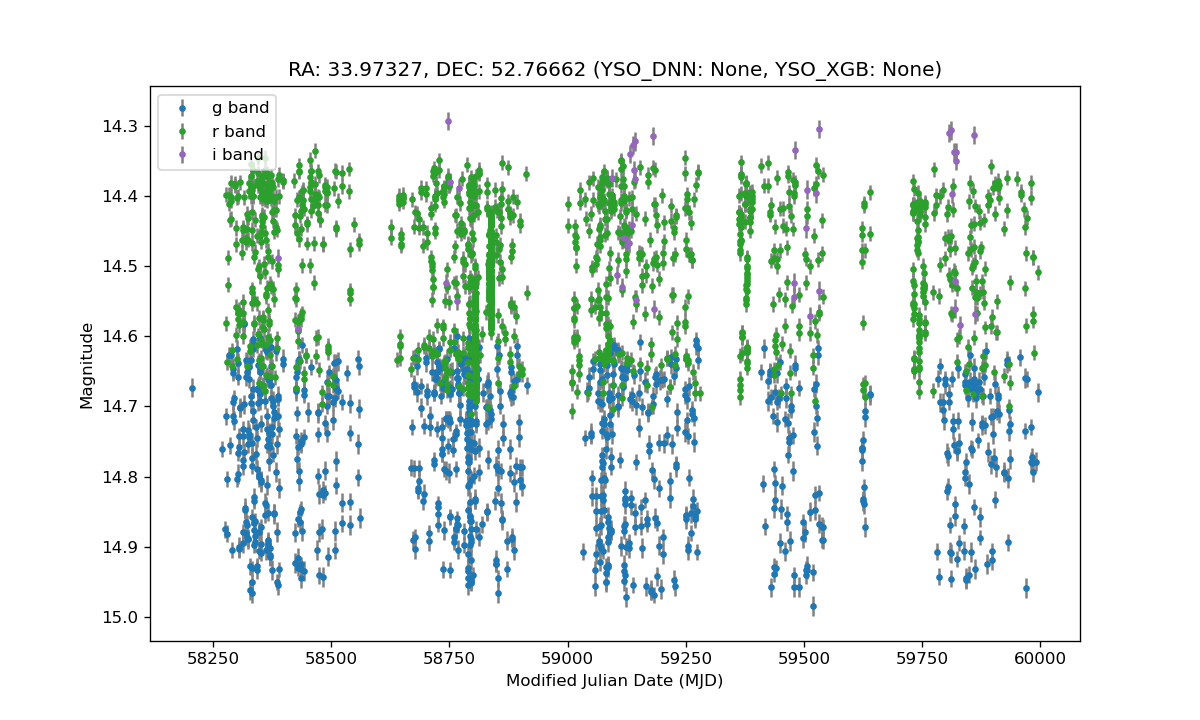 RA: 33.97327, DEC: 52.76662 (YSO_DNN: None, YSO_XGB: None)
g band
r band
i band
14.3
14.4
14.5
14.6
14.7
14.8
14.9
15.0
Magnitude
58250 58500 58750 59000 59250 59500 59750 60000
Modified Julian Date (MJD)